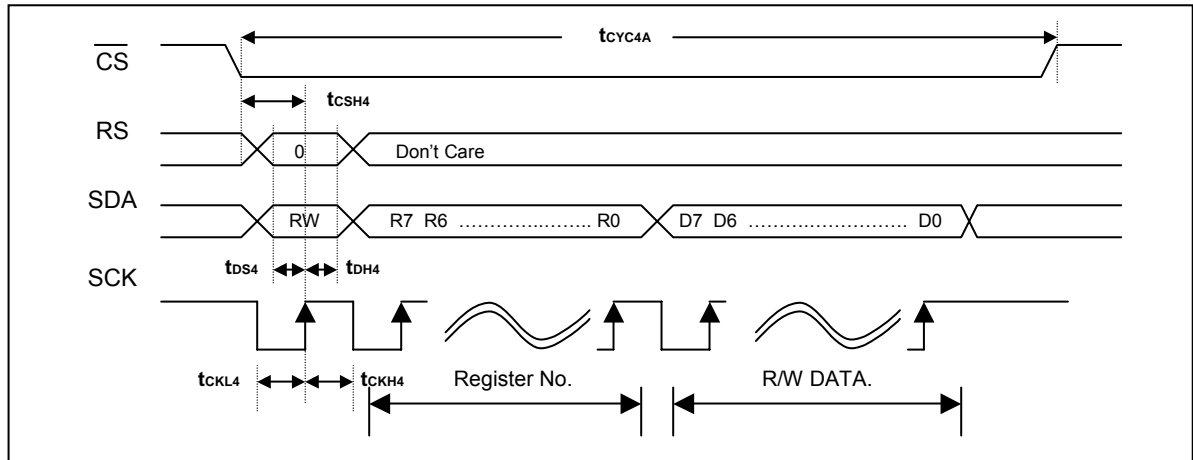 tCYC4A
CS
tCSH4
RS
0
Don't Care
SDA
RW
R7 R6 ........................ R0
D7 D6 ............................... D0
tDS4
tDH4
SCK
tCKL4
tCKH4
Register No.
R/W DATA.